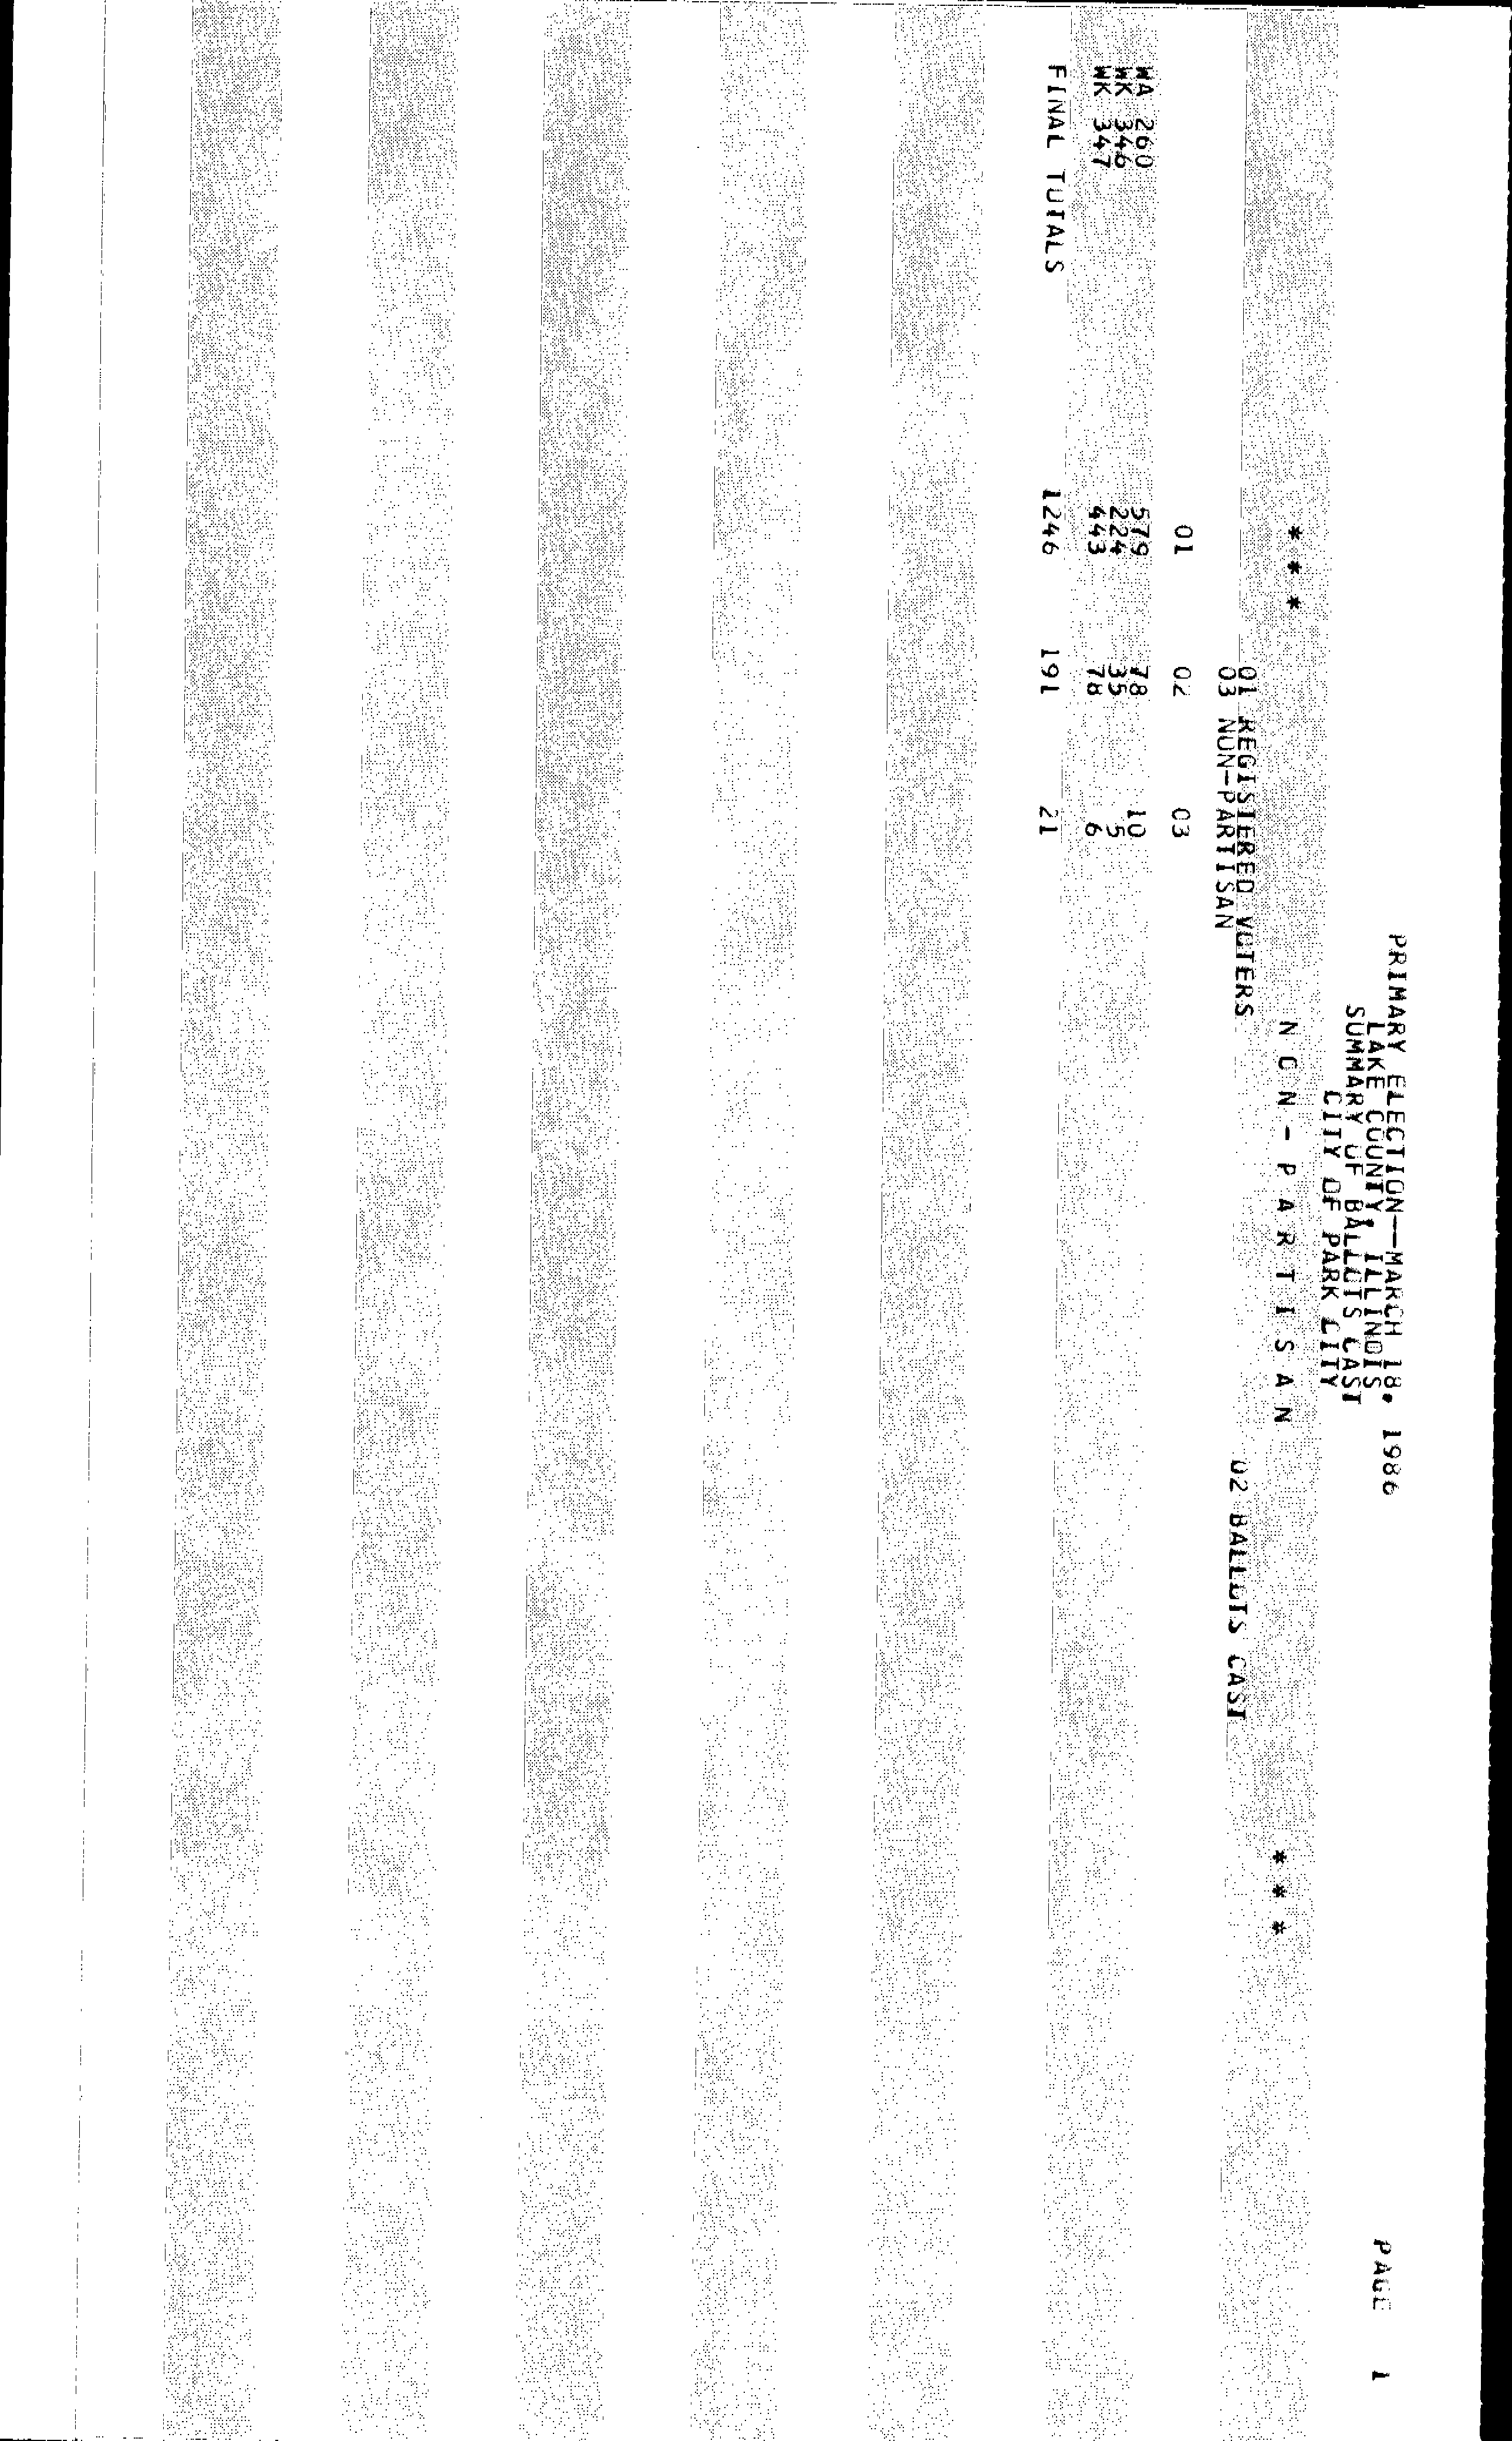 PRIMARY ELECTION--MARCH 18, 1986 PAGE 1
LAKE COUNTY, ILLINOIS
SUMMARY OF BALLOTS CAST
CITY OF PARK CITY
* * * N O N - P A R T I S A N * * *
01 REGISTERED VOTERS 02 BALLOTS CAST
03 NON-PARTISAN
01 02 03
WA 260 579 78 10
WK 346 224 35 5
WK 347 443 78 6
FINAL TOTALS 1246 191 21